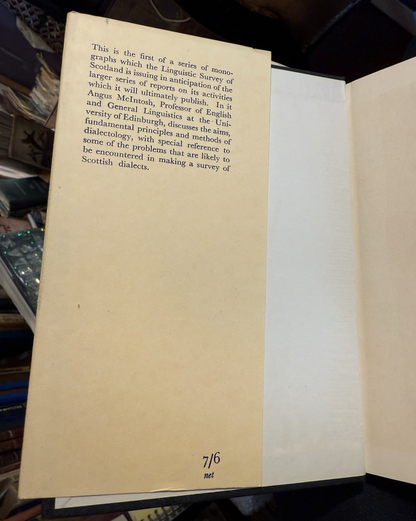 This is the first of a series of mono-
graphs which the Linguistic Survey of
Scotland is issuing in anticipation of the
larger series of reports on its activities
which it will ultimately publish. In it
Angus McIntosh, Professor of English
and General Linguistics at the Uni-
versity of Edinburgh, discusses the aims,
fundamental principles and methods of
dialectology, with special reference to
some of the problems that are likely to
be encountered in making a survey of
Scottish dialects.
7/6
net